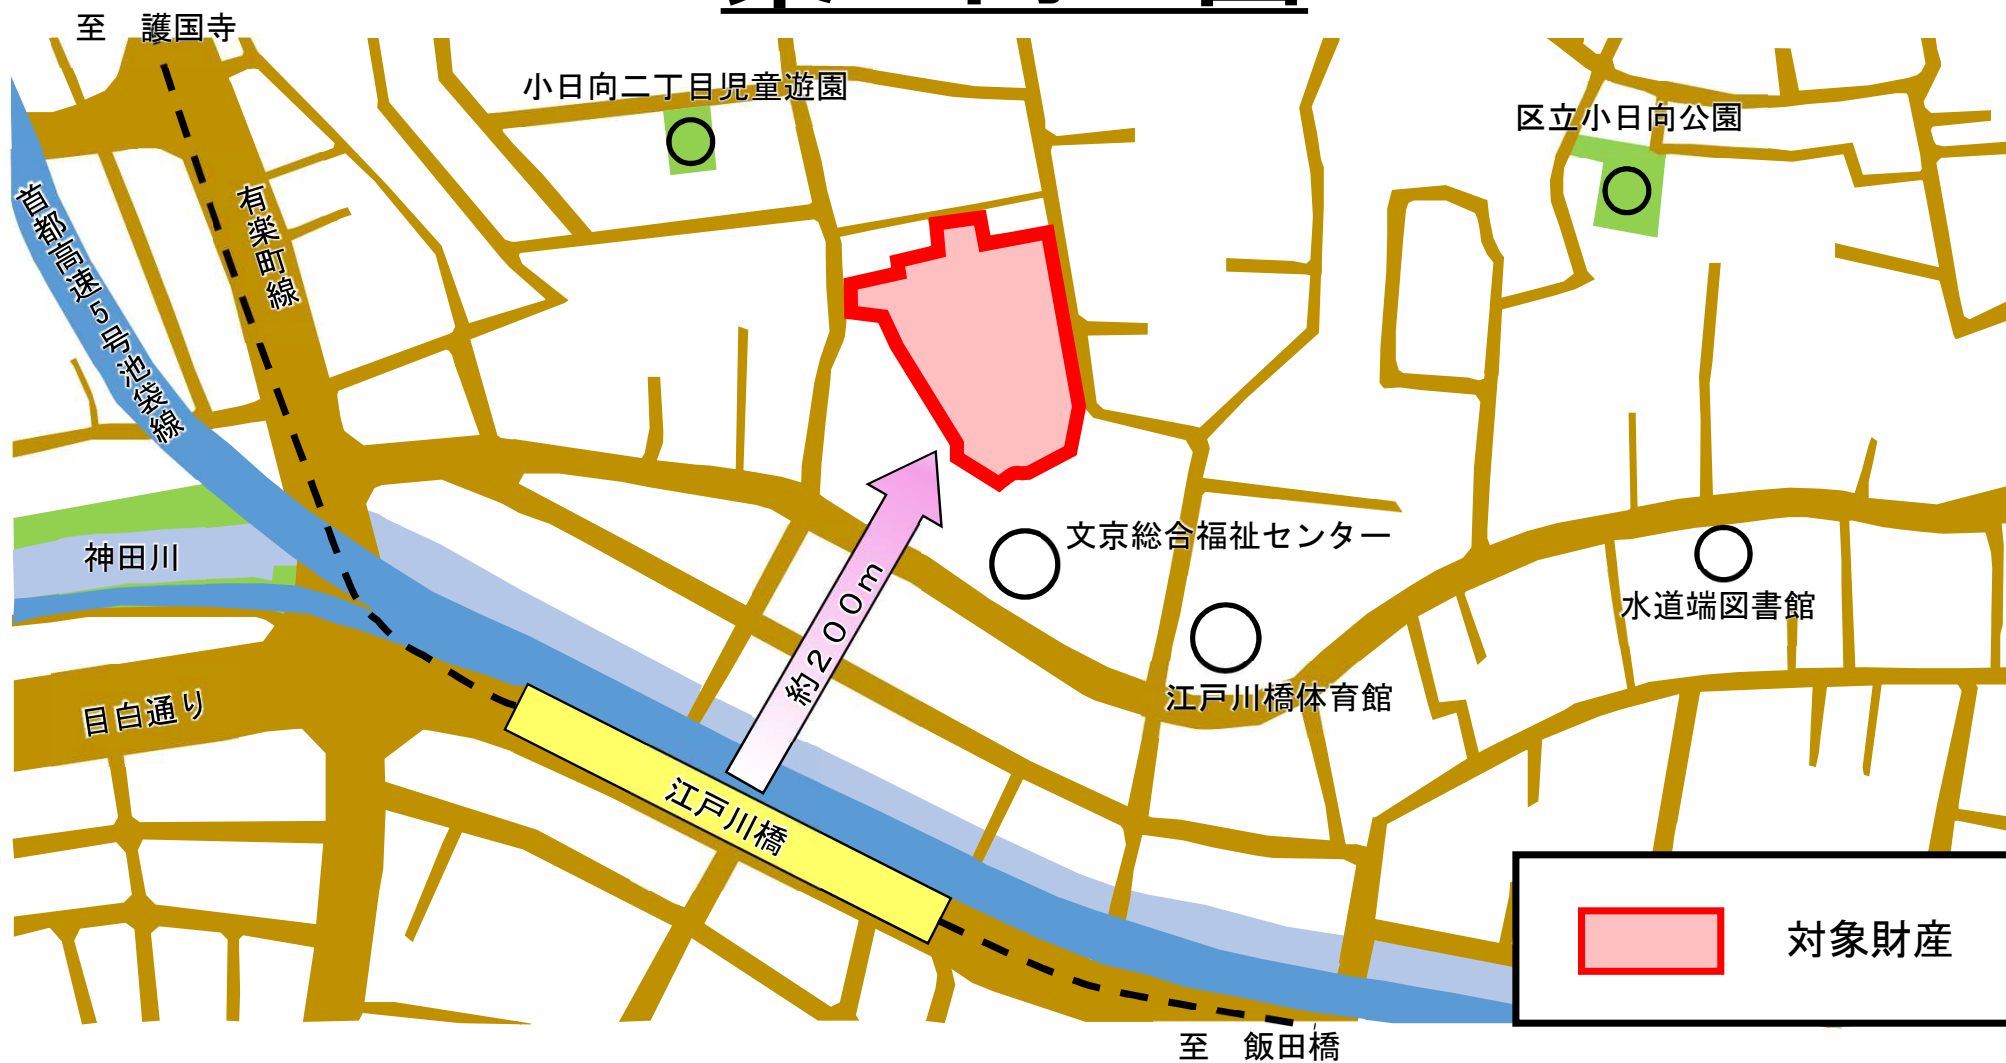 至　護国寺
小日向二丁目児童遊園
区立小日向公園
有楽町線
首都高速５号池袋線
神田川
文京総合福祉センター
約２００ｍ
水道端図書館
江戸川橋体育館
目白通り
江戸川橋
対象財産
至　飯田橋